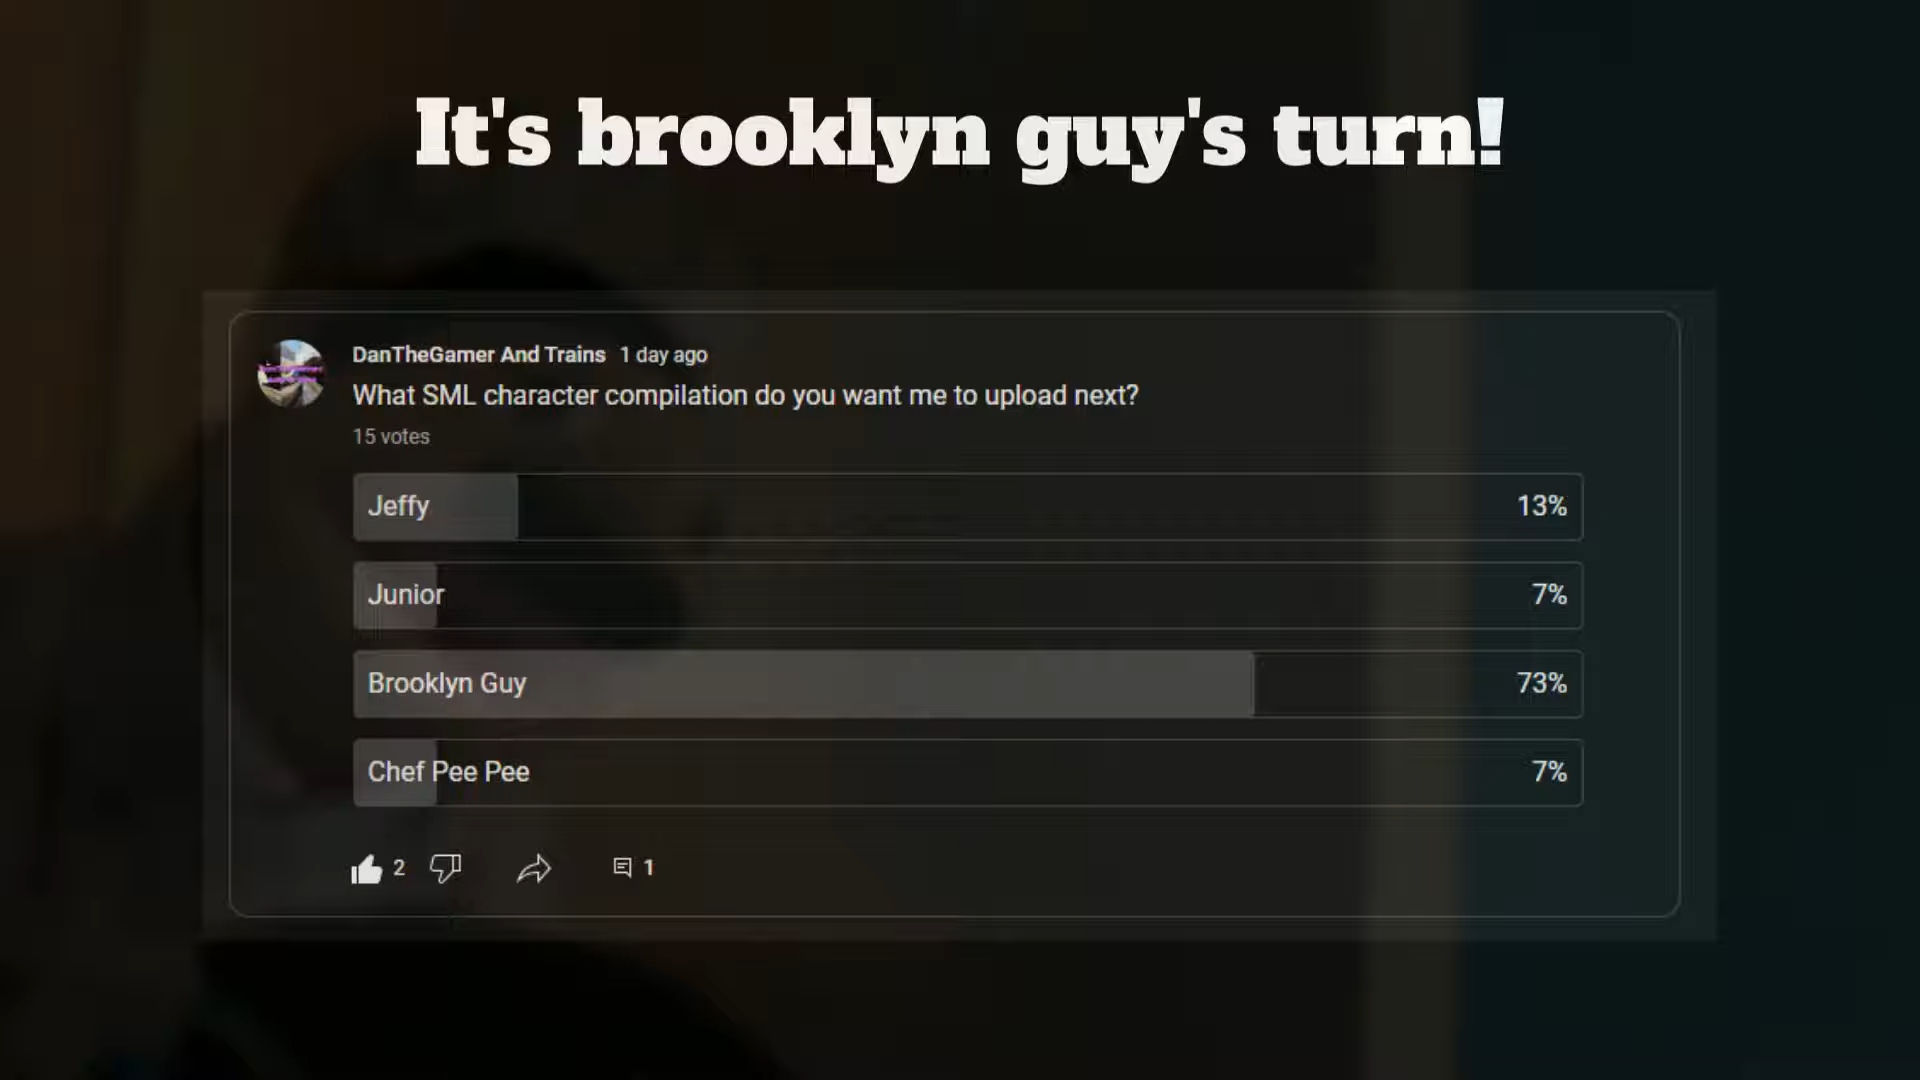 It's brooklyn guy's turn!
DanTheGamer And Trains 1 day ago
What SML character compilation do you want me to upload next?
15 votes
Jeffy 13%
Junior 7%
Brooklyn Guy 73%
Chef Pee Pee 7%
2 1